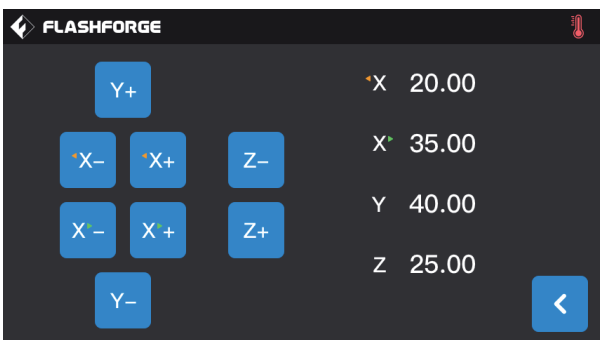 FLASHFORGE
Y+
X− X+ Z−
X− X+ Z+
Y−
X 20.00
X 35.00
Y 40.00
Z 25.00